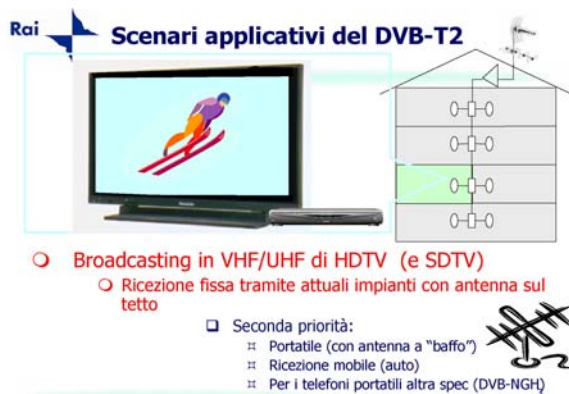 Rai
Scenari applicativi del DVB-T2
Broadcasting in VHF/UHF di HDTV (e SDTV)
Ricezione fissa tramite attuali impianti con antenna sul
tetto
Seconda priorità:
Portatile (con antenna a "baffo")
Ricezione mobile (auto)
Per i telefoni portatili altra spec (DVB-NGH)